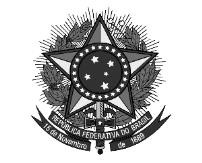 REPÚBLICA FEDERATIVA DO BRASIL
15 de Novembro de 1889